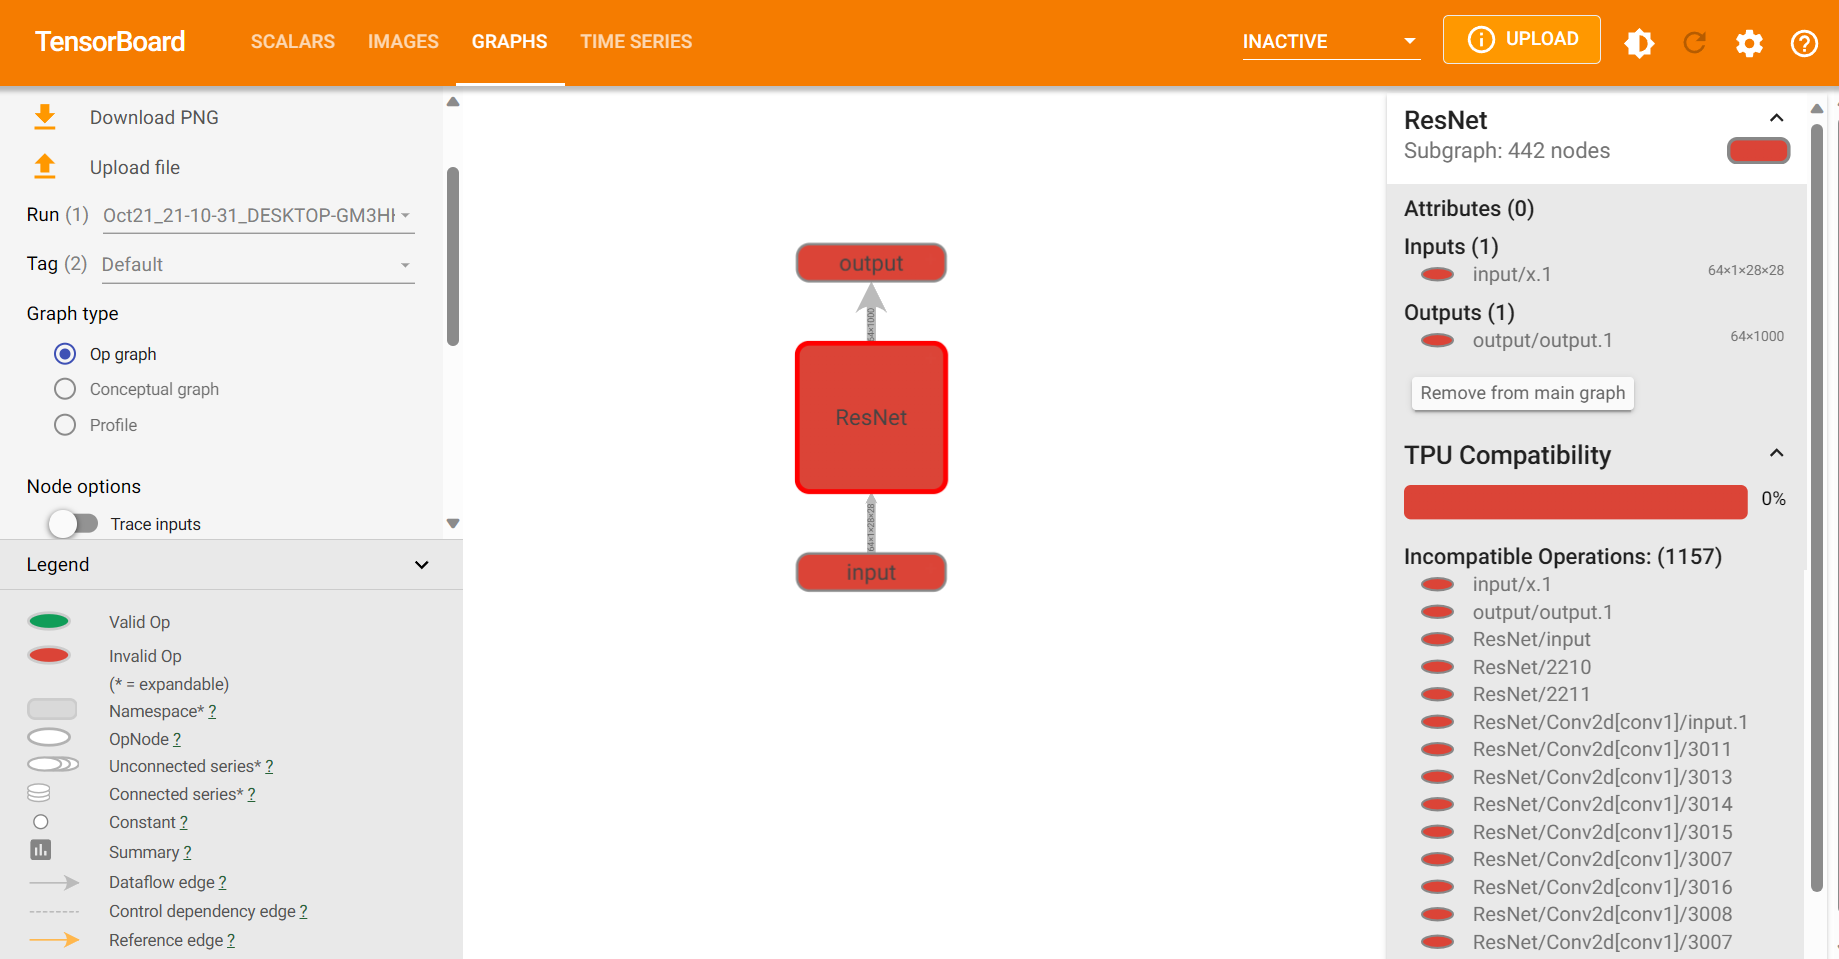 TensorBoard
SCALARS
IMAGES
GRAPHS
TIME SERIES
INACTIVE
UPLOAD
Download PNG
Upload file
Run (1) Oct21_21-10-31_DESKTOP-GM3H
Tag (2) Default
Graph type
Op graph
Conceptual graph
Profile
Node options
Trace inputs
Legend
Valid Op
Invalid Op
(* = expandable)
Namespace* ?
OpNode ?
Unconnected series* ?
Connected series* ?
Constant ?
Summary ?
Dataflow edge ?
Control dependency edge ?
Reference edge ?
output
64×1000
ResNet
64×1×28×28
input
ResNet
Subgraph: 442 nodes
Attributes (0)
Inputs (1)
input/x.1 64×1×28×28
Outputs (1)
output/output.1 64×1000
Remove from main graph
TPU Compatibility
0%
Incompatible Operations: (1157)
input/x.1
output/output.1
ResNet/input
ResNet/2210
ResNet/2211
ResNet/Conv2d[conv1]/input.1
ResNet/Conv2d[conv1]/3011
ResNet/Conv2d[conv1]/3013
ResNet/Conv2d[conv1]/3014
ResNet/Conv2d[conv1]/3015
ResNet/Conv2d[conv1]/3007
ResNet/Conv2d[conv1]/3016
ResNet/Conv2d[conv1]/3008
ResNet/Conv2d[conv1]/3007